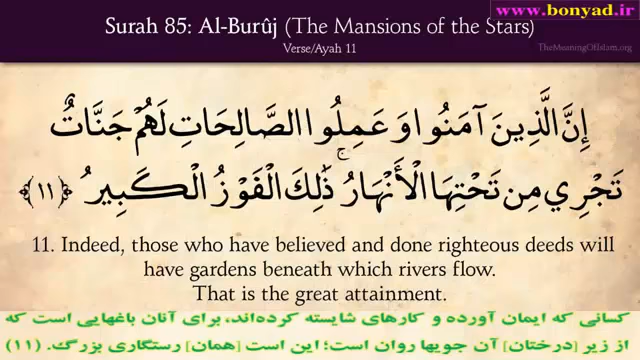 www.bonyad.ir
Surah 85: Al-Burûj (The Mansions of the Stars)
Verse/Ayah 11
TheMeaningOfIslam.org
إِنَّ الَّذِينَ آمَنُوا وَعَمِلُوا الصَّالِحَاتِ لَهُمْ جَنَّاتٌ
تَجْرِي مِن تَحْتِهَا الْأَنْهَارُ ۚ ذَٰلِكَ الْفَوْزُ الْكَبِيرُ ﴿١١﴾
11. Indeed, those who have believed and done righteous deeds will
have gardens beneath which rivers flow.
That is the great attainment.
کسانی که ایمان آورده و کارهای شایسته کرده‌اند، برای آنان باغهایی است که
از زیر [درختان] آن جویها روان است؛ این است [همان] رستگاری بزرگ. (۱۱)